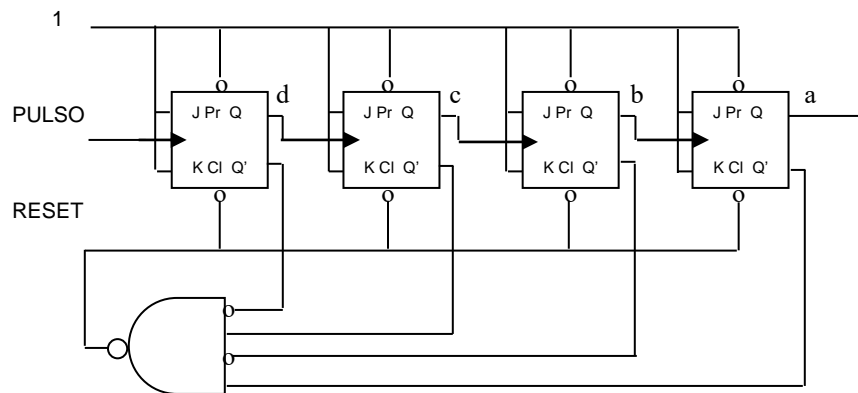 1
PULSO
d
c
b
a
J Pr Q
J Pr Q
J Pr Q
J Pr Q
K Cl Q’
K Cl Q’
K Cl Q’
K Cl Q’
RESET